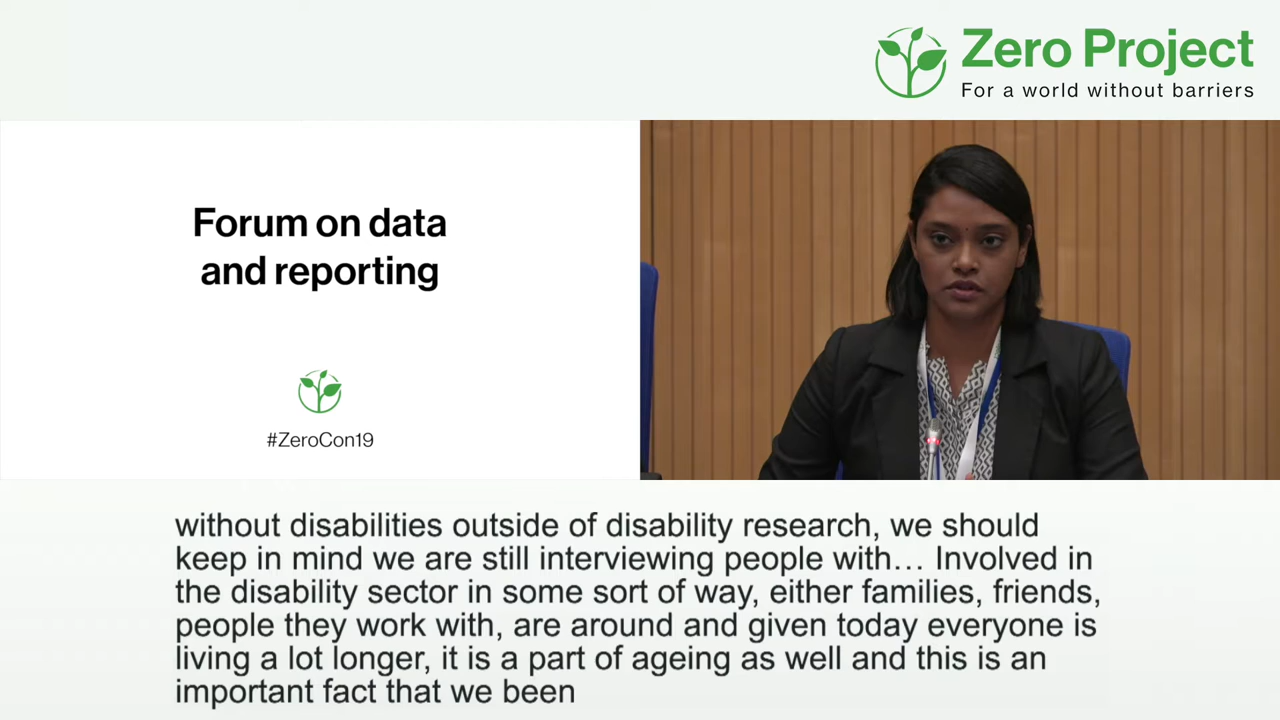 Zero Project
For a world without barriers
Forum on data
and reporting
#ZeroCon19
without disabilities outside of disability research, we should
keep in mind we are still interviewing people with… Involved in
the disability sector in some sort of way, either families, friends,
people they work with, are around and given today everyone is
living a lot longer, it is a part of ageing as well and this is an
important fact that we been